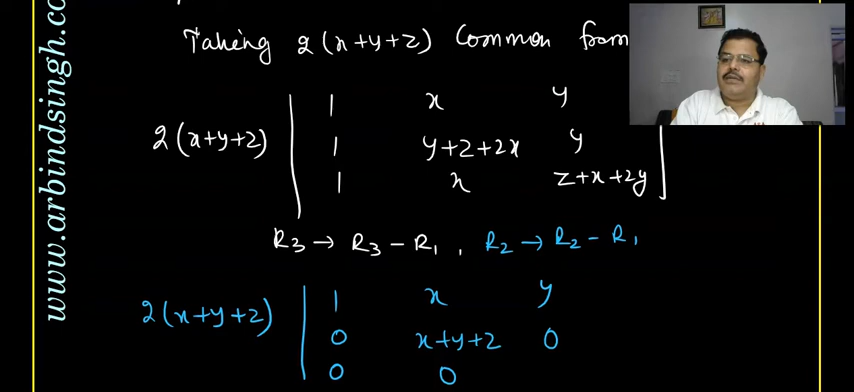 Taking 2(x+y+z) Common from
1 x y
2(x+y+z) 1 y+z+2x y
1 x z+x+2y
R3 → R3 - R1 , R2 → R2 - R1
1 x y
2(x+y+z) 0 x+y+z 0
0 0
www.arbindsingh.co